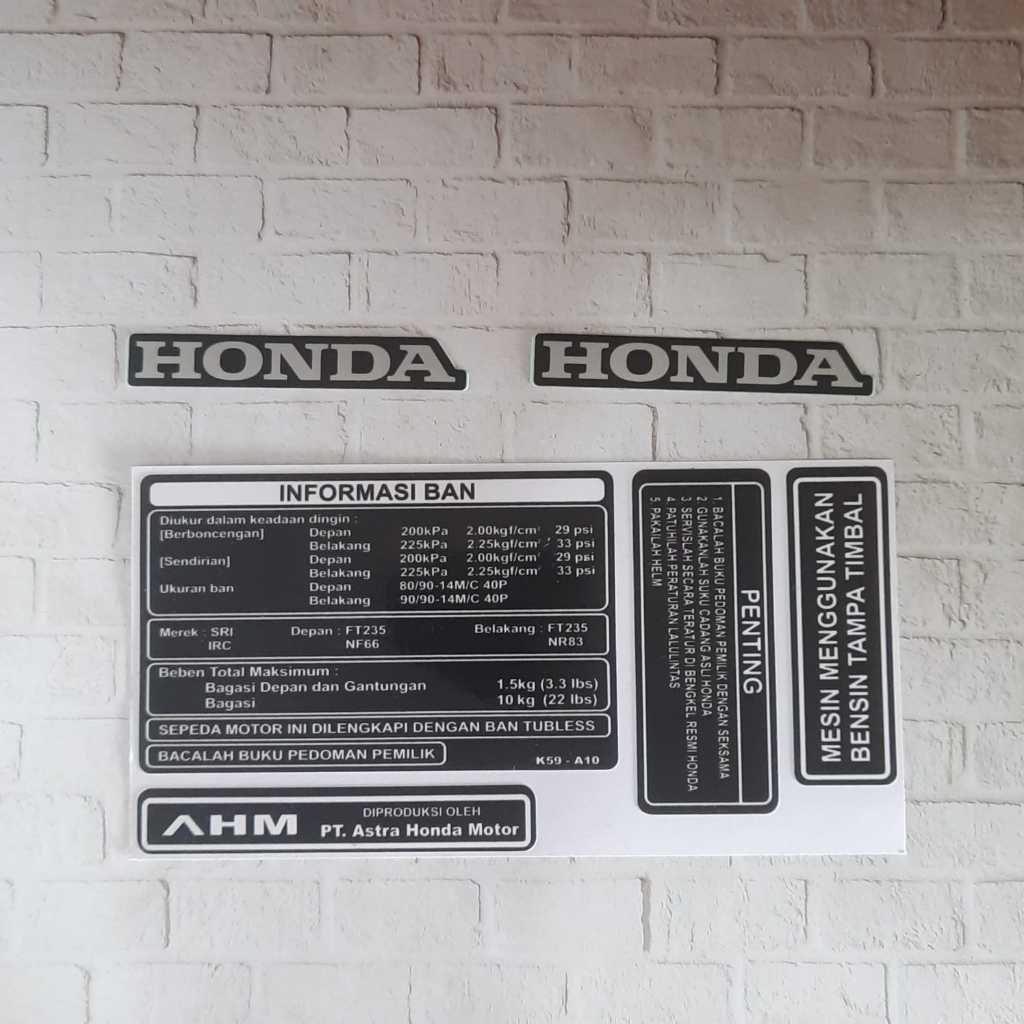 HONDA
HONDA
INFORMASI BAN
Diukur dalam keadaan dingin :
[Berboncengan] Depan 200kPa 2.00kgf/cm² 29 psi
Belakang 225kPa 2.25kgf/cm² 33 psi
[Sendirian] Depan 200kPa 2.00kgf/cm² 29 psi
Belakang 225kPa 2.25kgf/cm² 33 psi
Ukuran ban Depan 80/90-14M/C 40P
Belakang 90/90-14M/C 40P
Merek : SRI Depan : FT235 Belakang : FT235
IRC NF66 NR83
Beben Total Maksimum :
Bagasi Depan dan Gantungan 1.5kg (3.3 lbs)
Bagasi 10 kg (22 lbs)
SEPEDA MOTOR INI DILENGKAPI DENGAN BAN TUBLESS
BACALAH BUKU PEDOMAN PEMILIK K59 - A10
AHM DIPRODUKSI OLEH
PT. Astra Honda Motor
PENTING
1. BACALAH BUKU PEDOMAN PEMILIK DENGAN SEKSAMA
2 GUNAKANLAH SUKU CADANG ASLI HONDA
3 SERVISLAH SECARA TERATUR DI BENGKEL RESMI HONDA
4. PATUHILAH PERATURAN LALULINTAS
5. PAKAILAH HELM
MESIN MENGGUNAKAN
BENSIN TAMPA TIMBAL